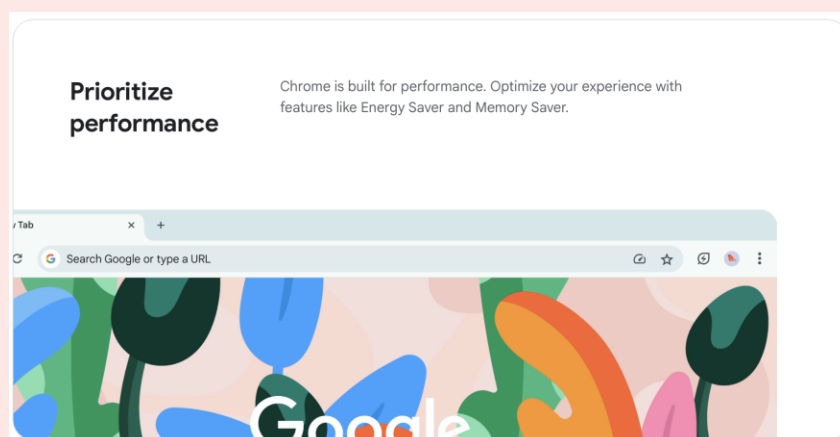 Prioritize
performance
Chrome is built for performance. Optimize your experience with
features like Energy Saver and Memory Saver.
Tab
Search Google or type a URL
Google